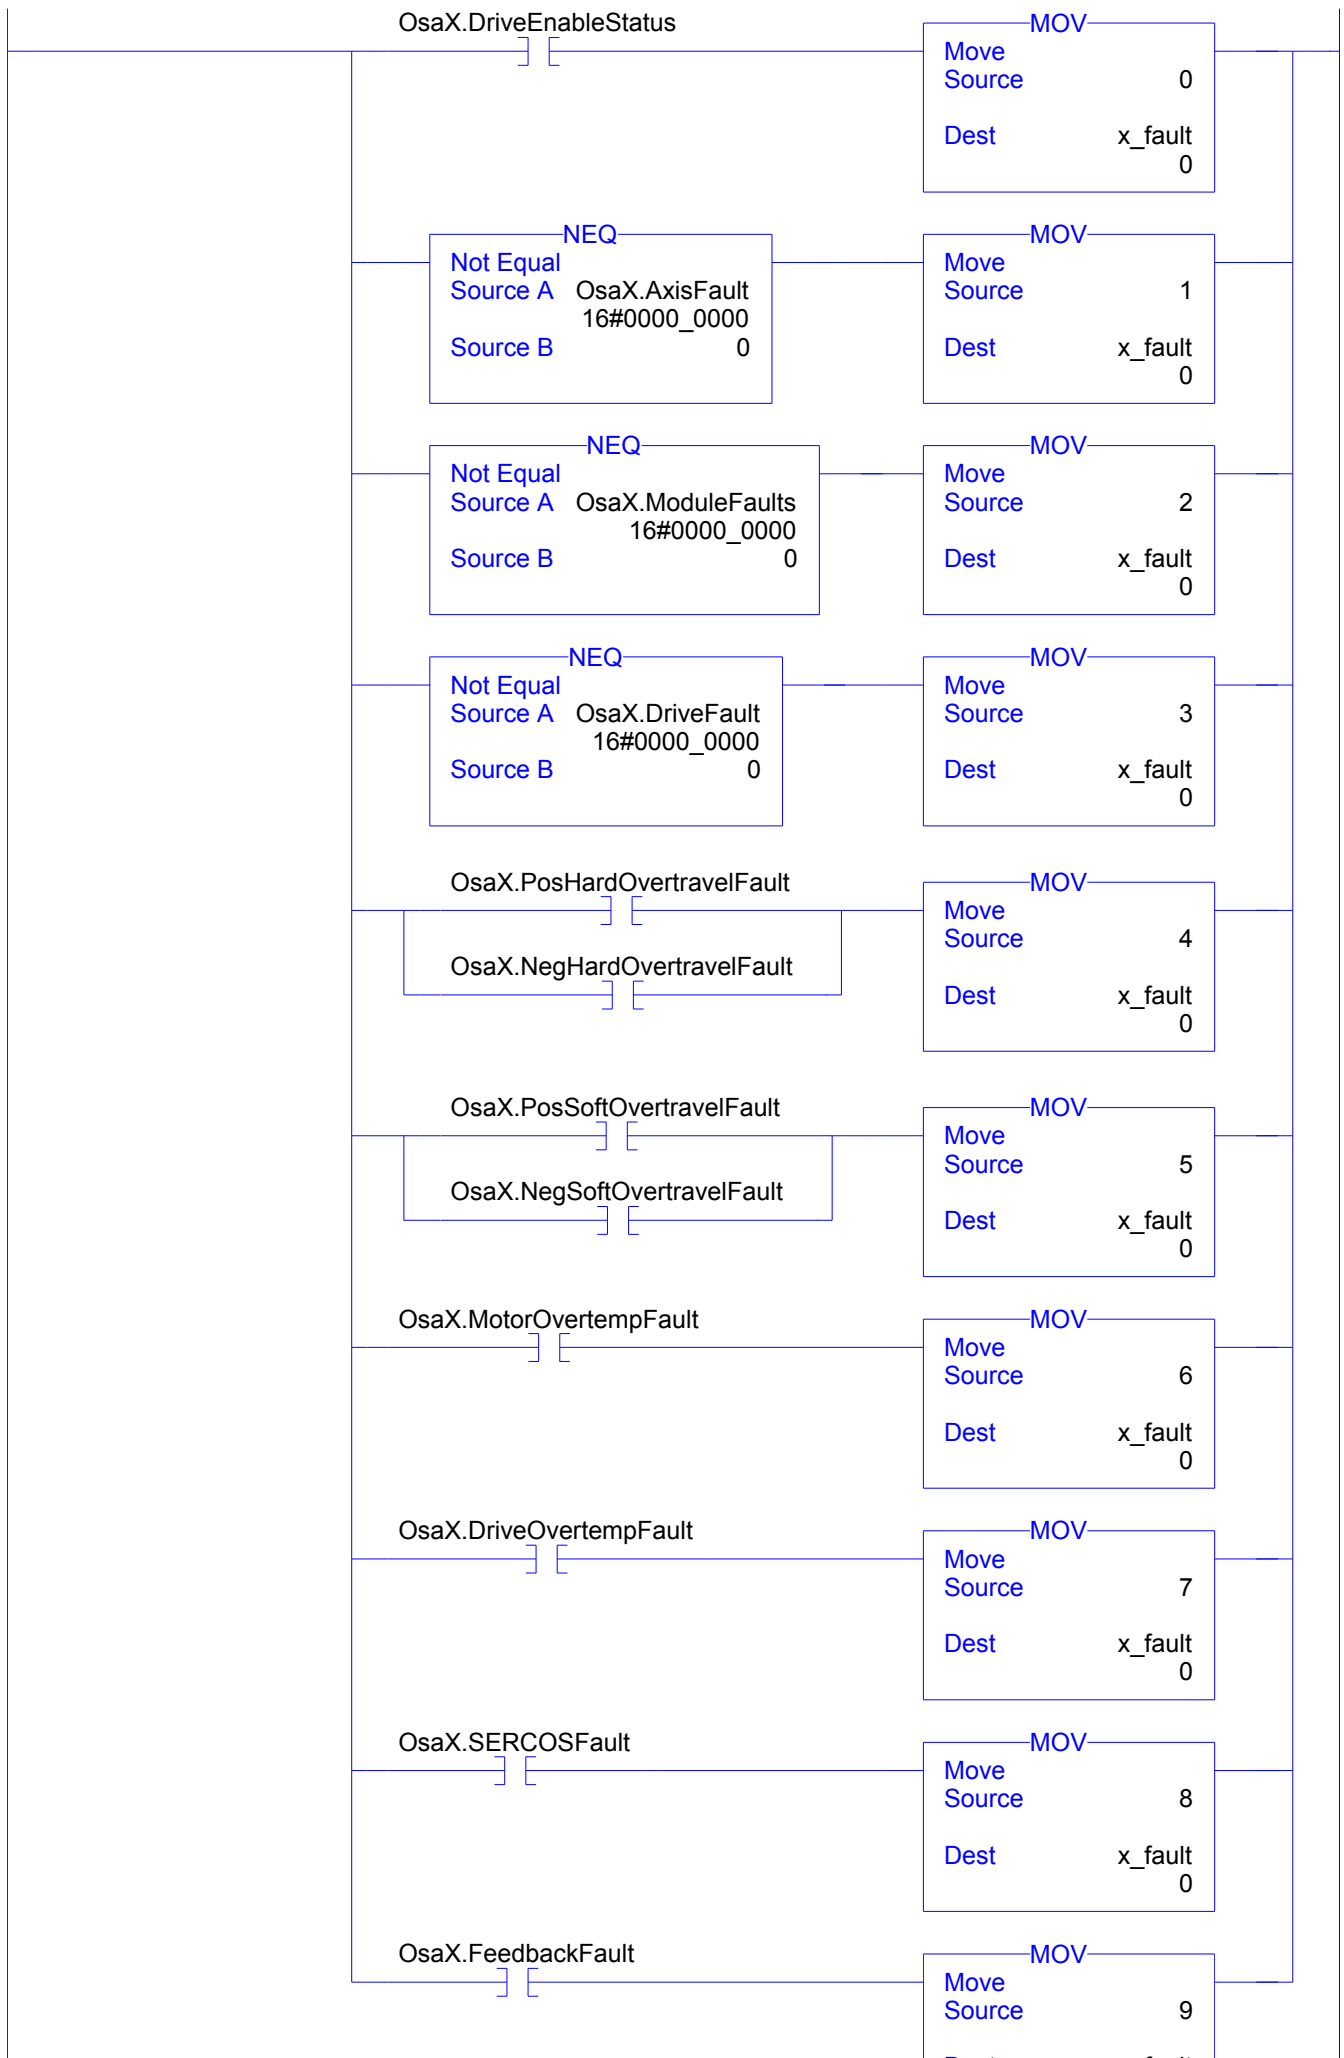 OsaX.DriveEnableStatus
MOV
Move
Source 0
Dest x_fault
0
NEQ
Not Equal
Source A OsaX.AxisFault
16#0000_0000
Source B 0
MOV
Move
Source 1
Dest x_fault
0
NEQ
Not Equal
Source A OsaX.ModuleFaults
16#0000_0000
Source B 0
MOV
Move
Source 2
Dest x_fault
0
NEQ
Not Equal
Source A OsaX.DriveFault
16#0000_0000
Source B 0
MOV
Move
Source 3
Dest x_fault
0
OsaX.PosHardOvertravelFault
OsaX.NegHardOvertravelFault
MOV
Move
Source 4
Dest x_fault
0
OsaX.PosSoftOvertravelFault
OsaX.NegSoftOvertravelFault
MOV
Move
Source 5
Dest x_fault
0
OsaX.MotorOvertempFault
MOV
Move
Source 6
Dest x_fault
0
OsaX.DriveOvertempFault
MOV
Move
Source 7
Dest x_fault
0
OsaX.SERCOSFault
MOV
Move
Source 8
Dest x_fault
0
OsaX.FeedbackFault
MOV
Move
Source 9